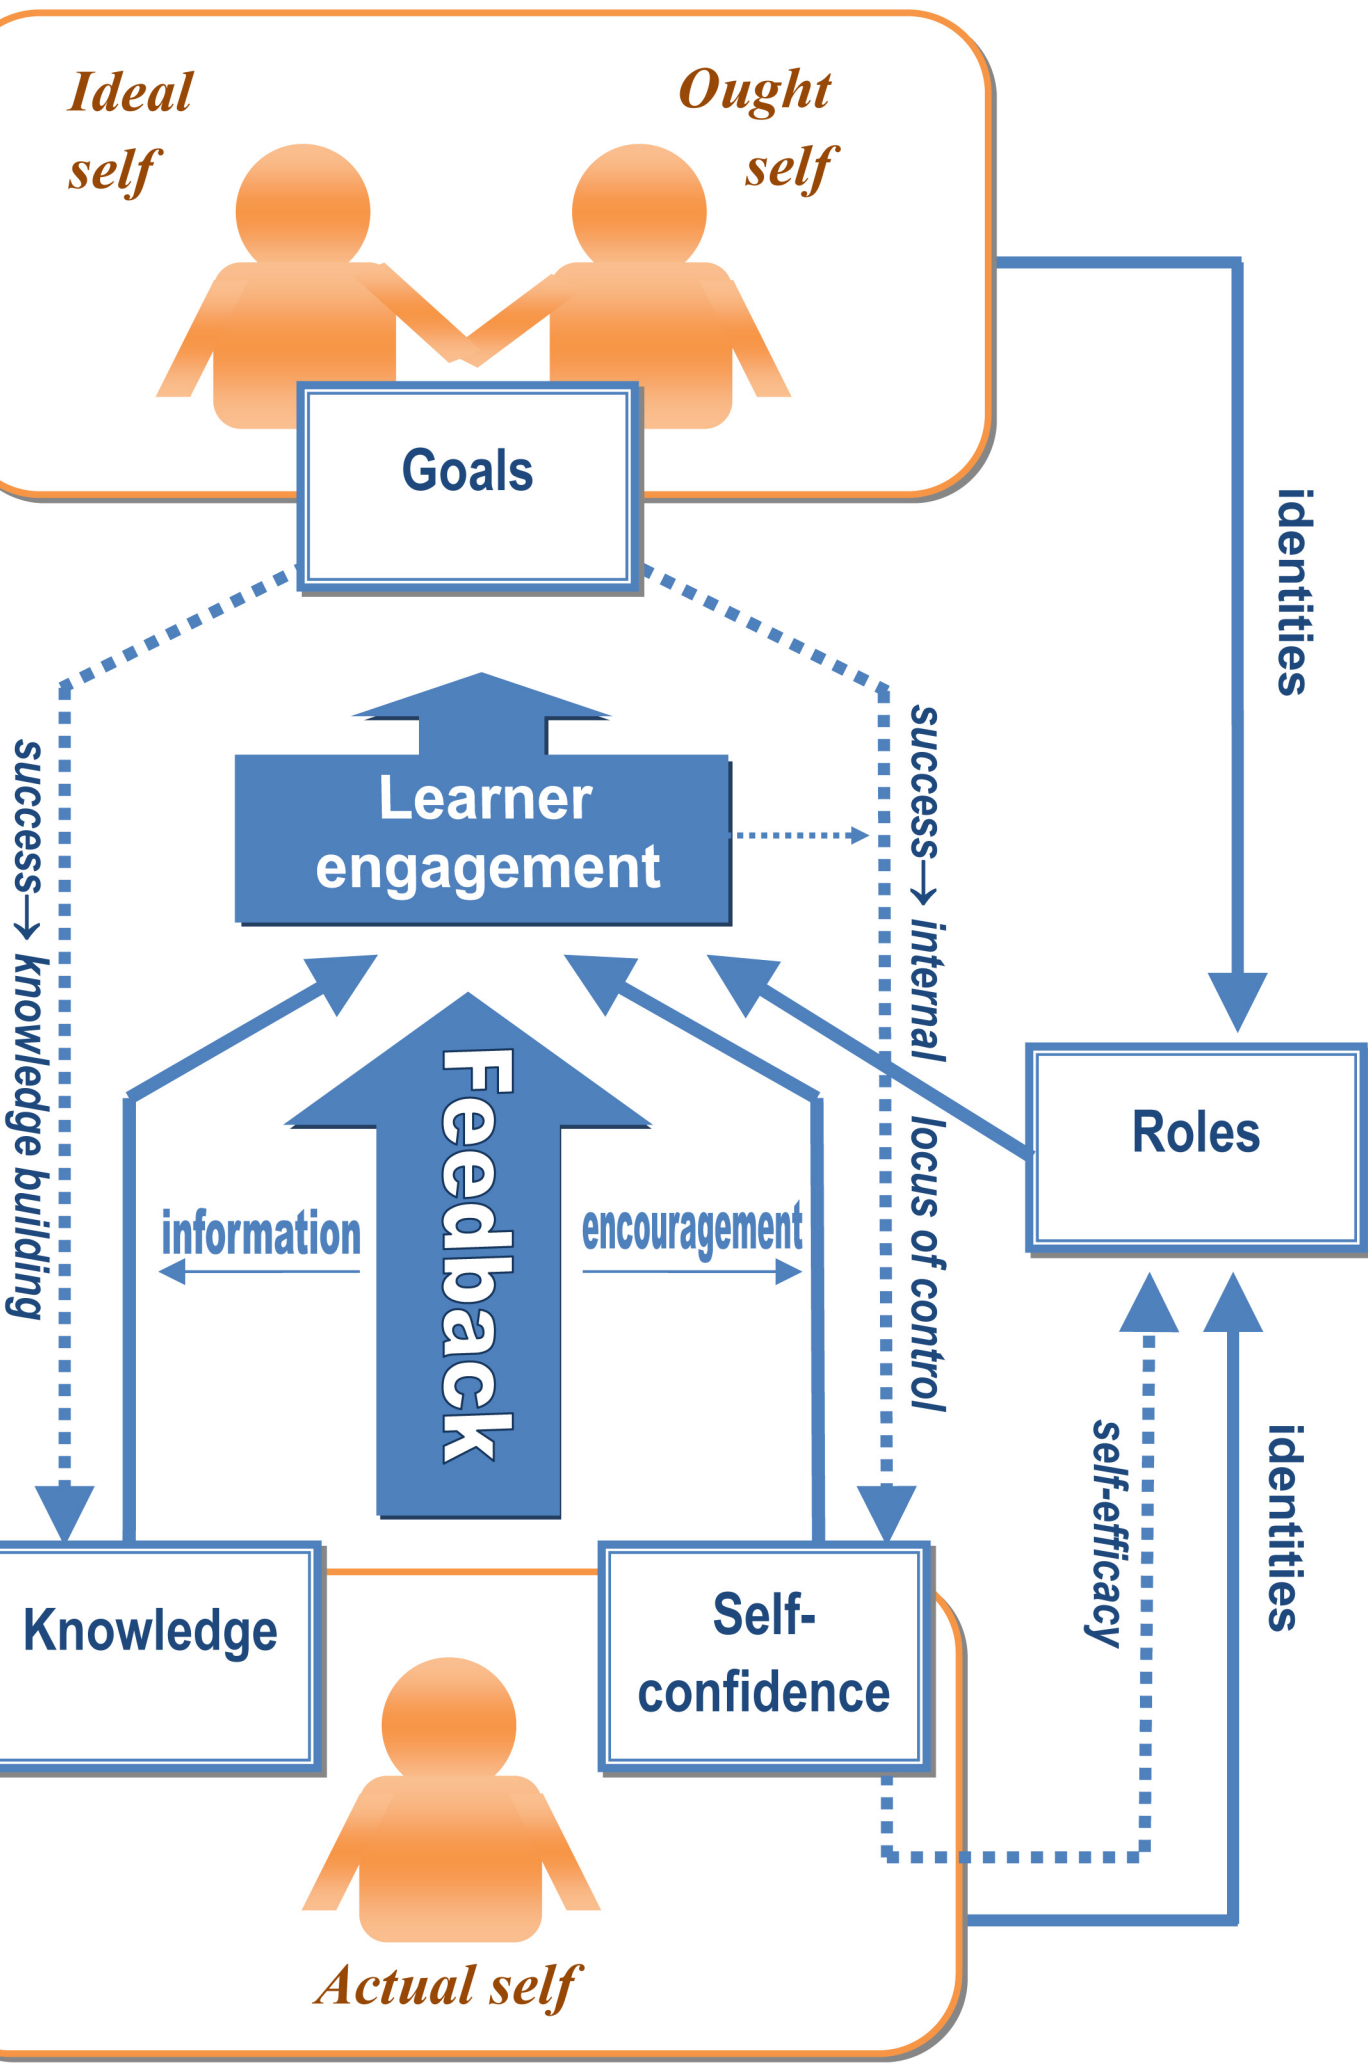 Ideal
self
Ought
self
Goals
identities
Learner
engagement
success→ knowledge building
success→ internal locus of control
Feedback
information
encouragement
Roles
self-efficacy
identities
Knowledge
Self-
confidence
Actual self